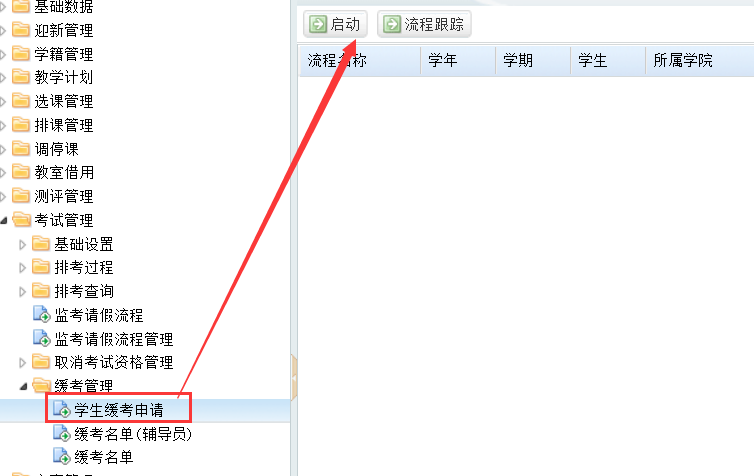 基础数据
迎新管理
学籍管理
教学计划
选课管理
排课管理
调停课
教室借用
测评管理
考试管理
基础设置
排考过程
排考查询
监考请假流程
监考请假流程管理
取消考试资格管理
缓考管理
学生缓考申请
缓考名单(辅导员)
缓考名单
启动 流程跟踪
流程名称 学年 学期 学生 所属学院